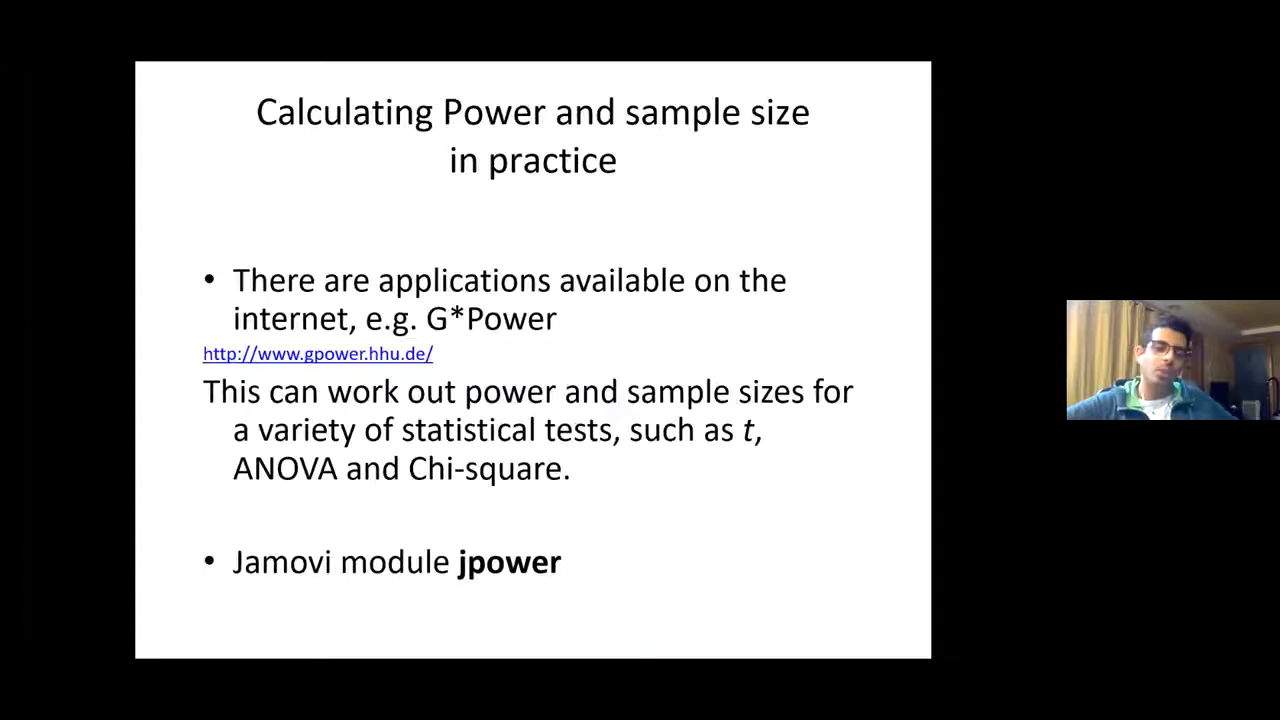 Calculating Power and sample size
in practice
• There are applications available on the
internet, e.g. G*Power
http://www.gpower.hhu.de/
This can work out power and sample sizes for
a variety of statistical tests, such as t,
ANOVA and Chi-square.
• Jamovi module jpower